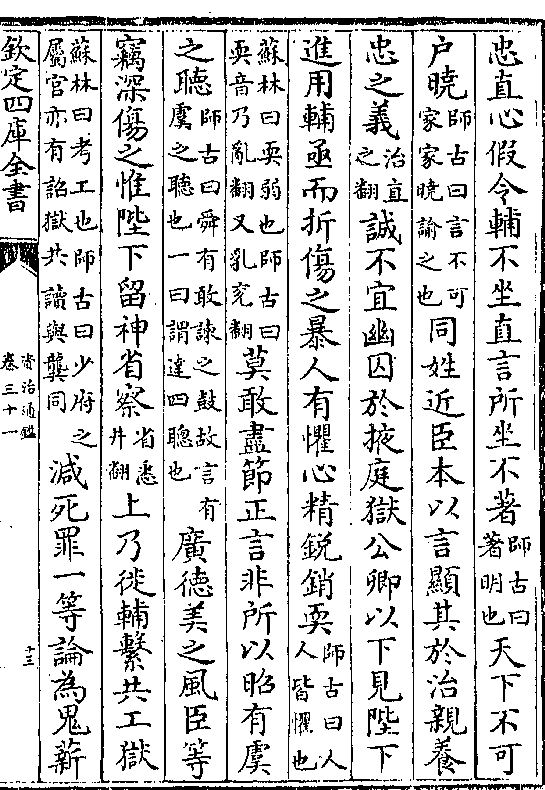 忠直心假令輔不坐直言所坐不著師古曰著明也天下不可
户曉師古曰言不可家家曉諭之也同姓近臣本以言顯其於治親養
忠之義治直之翻誠不宜幽囚於掖庭獄公卿以下見陛下
進用輔亟而折傷之暴人有懼心精鋭銷耎師古曰人人皆懼也
蘇林曰耎弱也師古曰耎音乃亂翻又乳兖翻莫敢盡節正言非所以昭有虞
之聽師古曰舜有敢諫之鼓故言有虞之聽也一曰謂達四聰也廣德美之風臣等
竊深傷之惟陛下留神省察省悉井翻上乃徙輔繫共工獄
蘇林曰考工也師古曰少府之屬官亦有詔獄共讀與龔同減死罪一等論為鬼薪
欽定四庫全書
資治通鑑
卷三十一
十三